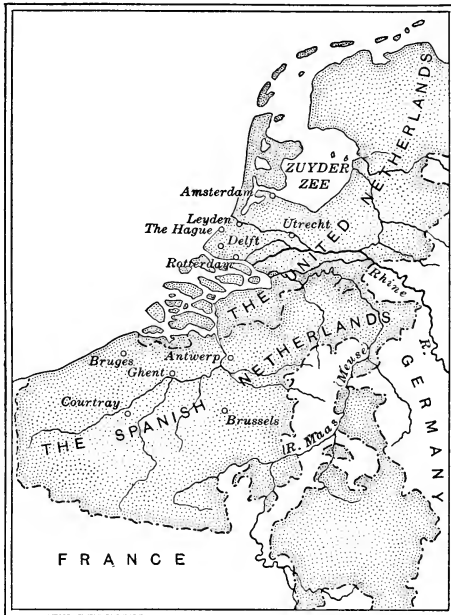 THE UNITED NETHERLANDS
ZUYDER
ZEE
Amsterdam
Leyden
The Hague
Utrecht
Delft
Rotterdam
Rhine R.
THE SPANISH NETHERLANDS
Bruges
Antwerp
Ghent
Courtray
Brussels
R. Maas
Meuse
GERMANY
FRANCE